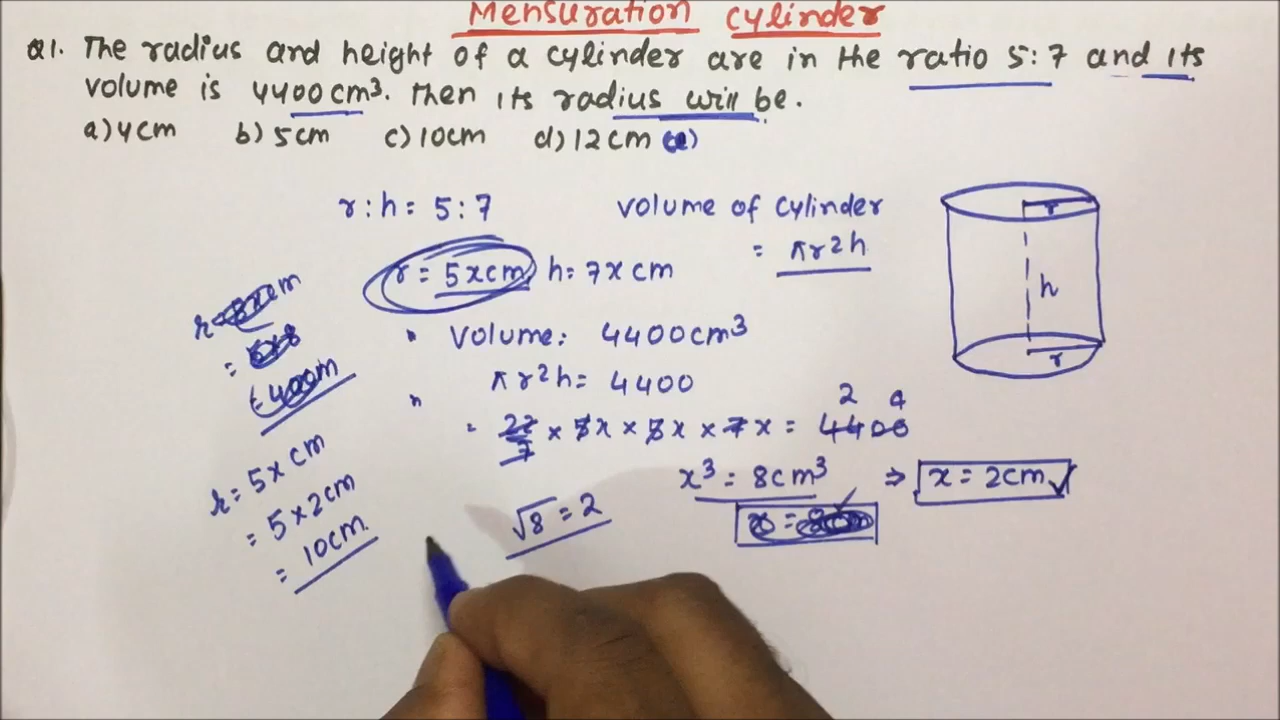 Mensuration Cylinder
Q1. The radius and height of a cylinder are in the ratio 5:7 and its
volume is 4400cm³. Then its radius will be.
a) 4cm b) 5cm c) 10cm d) 12cm
r:h = 5:7
volume of cylinder
= πr2h
r = 5x cm, h = 7x cm
Volume: 4400cm³
πr2h = 4400
= 22/7 × 5x × 5x × 7x = 4400
2 4
x³ = 8cm³ ⇒ x = 2cm ✓
√8 = 2
r = 5x cm
= 5×2cm
= 10cm.
r
h
r